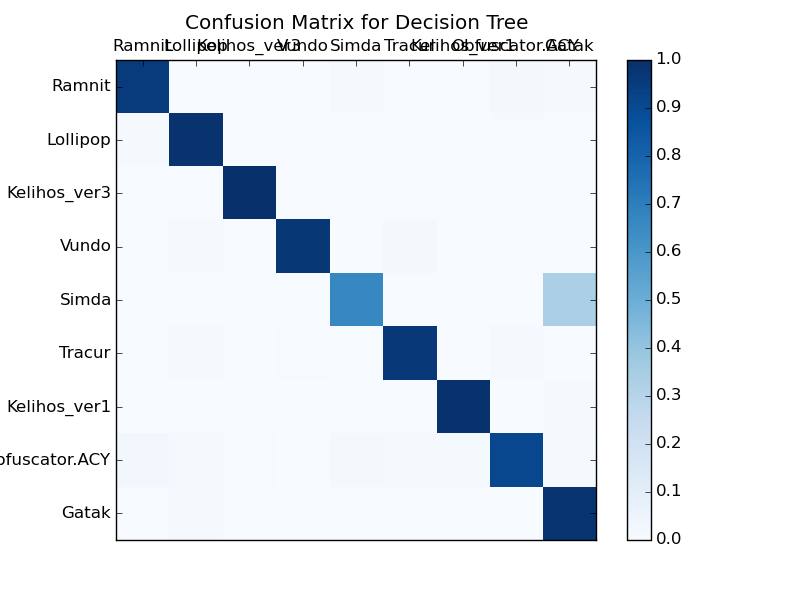 Confusion Matrix for Decision Tree
Ramnit Lollipop Kelihos_ver3 Vundo Simda Tracur Kelihos_ver1 Obfuscator.ACY Gatak
Ramnit
Lollipop
Kelihos_ver3
Vundo
Simda
Tracur
Kelihos_ver1
ofuscator.ACY
Gatak
1.0
0.9
0.8
0.7
0.6
0.5
0.4
0.3
0.2
0.1
0.0